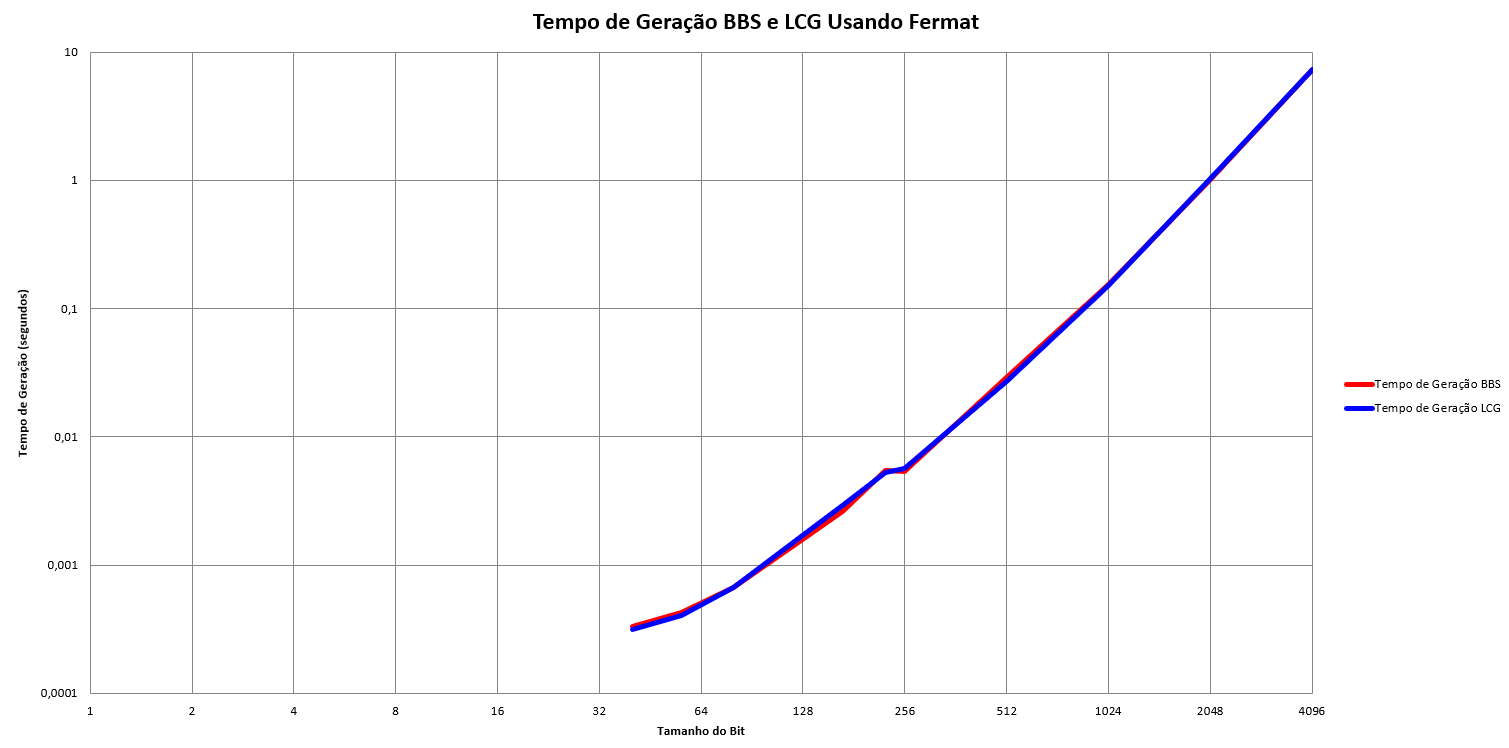 Tempo de Geração BBS e LCG Usando Fermat
10
1
0,1
0,01
0,001
0,0001
Tempo de Geração (segundos)
1 2 4 8 16 32 64 128 256 512 1024 2048 4096
Tamanho do Bit
Tempo de Geração BBS
Tempo de Geração LCG